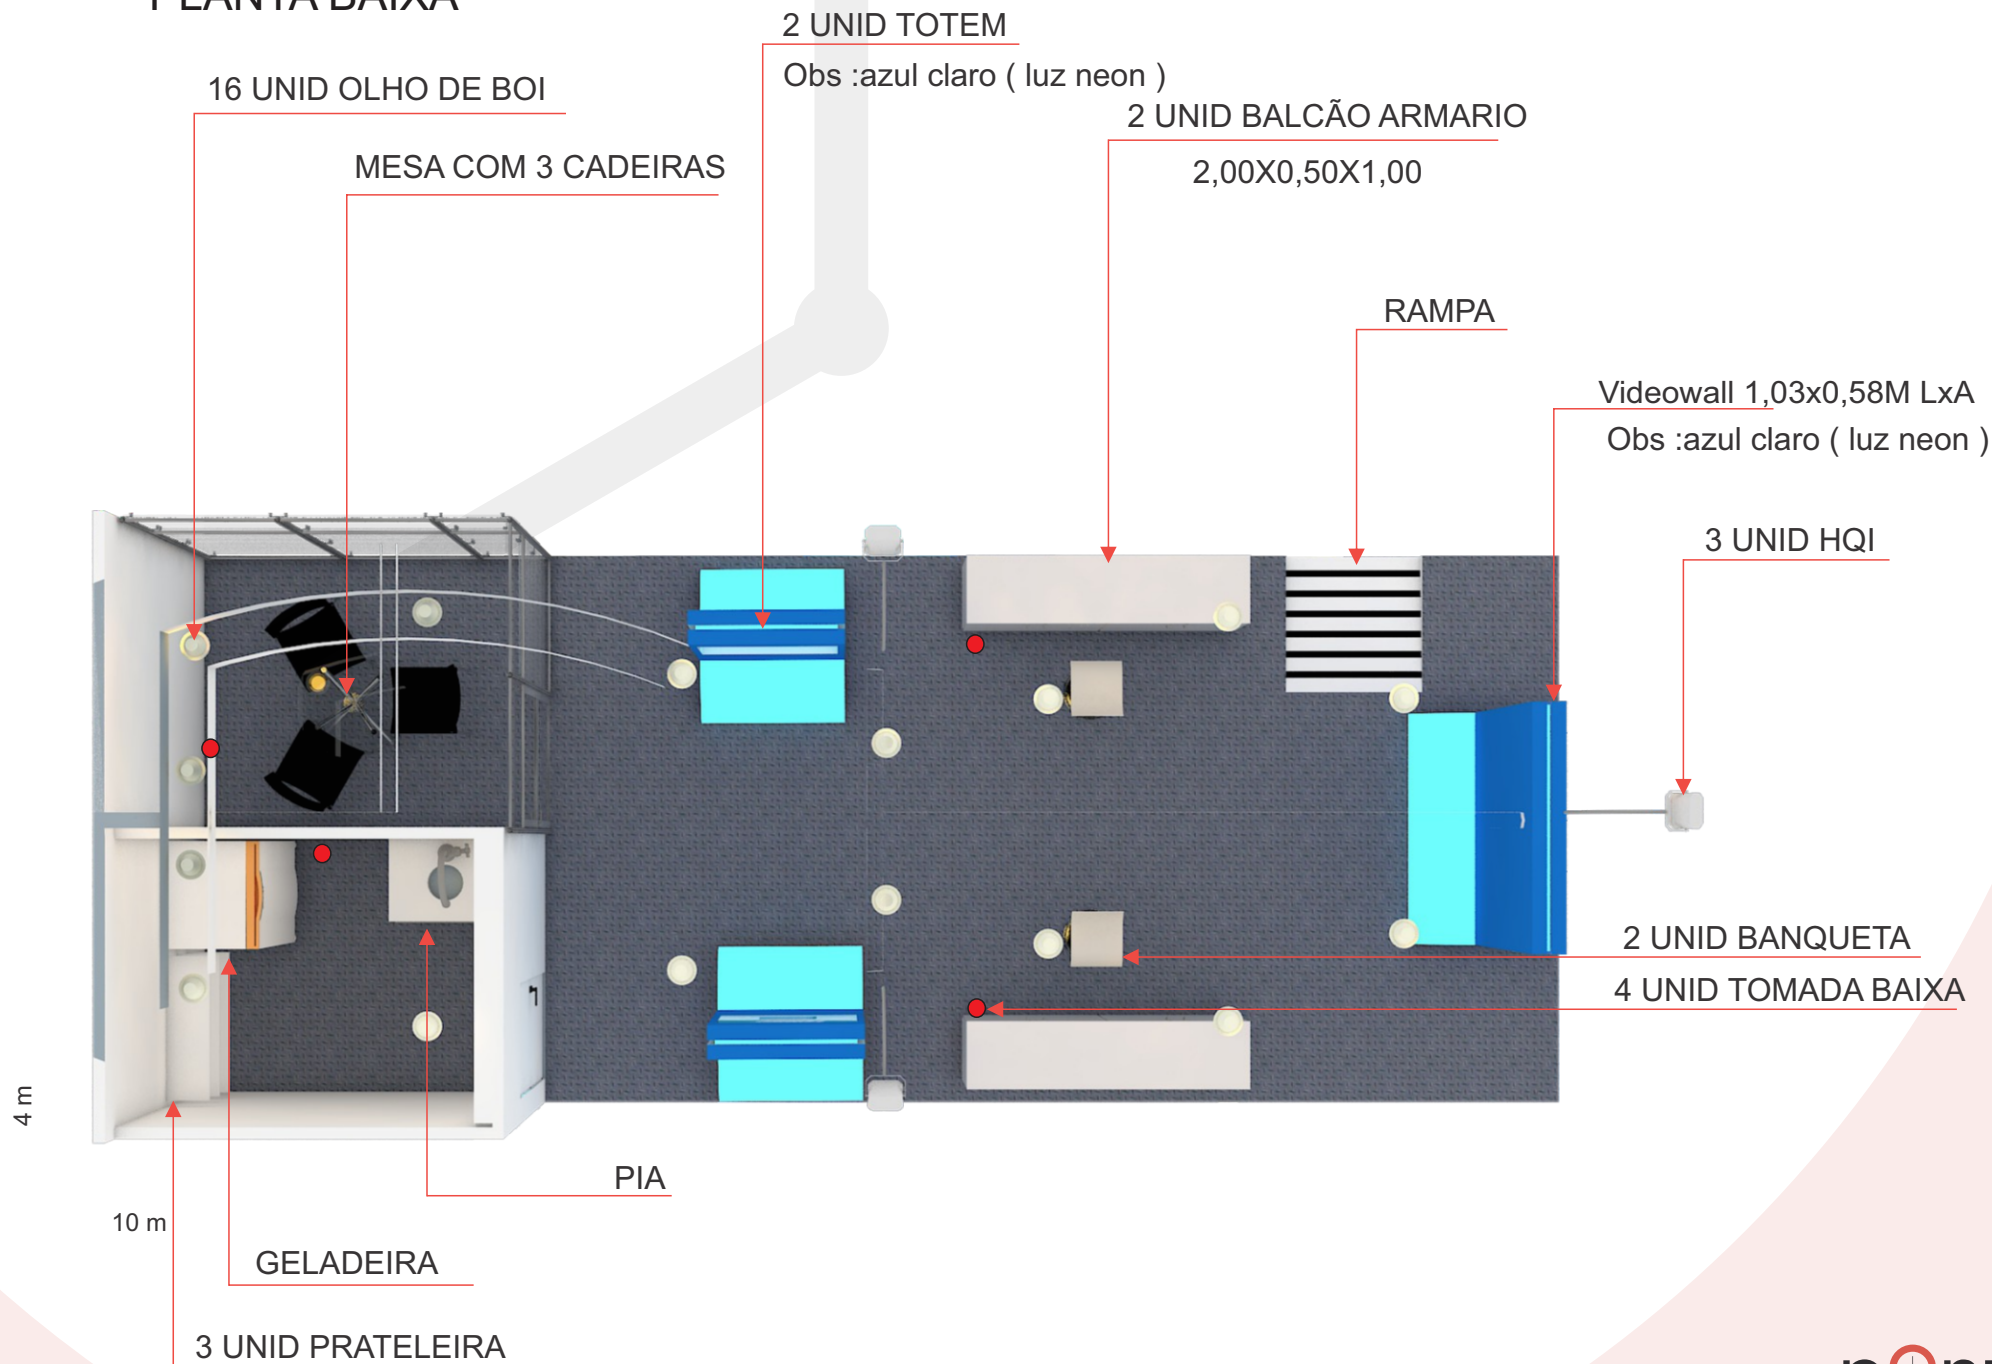 PLANTA BAIXA
2 UNID TOTEM
Obs :azul claro ( luz neon )
16 UNID OLHO DE BOI
2 UNID BALCÃO ARMARIO
2,00X0,50X1,00
MESA COM 3 CADEIRAS
RAMPA
Videowall 1,03x0,58M LxA
Obs :azul claro ( luz neon )
3 UNID HQI
2 UNID BANQUETA
4 UNID TOMADA BAIXA
4 m
PIA
10 m
GELADEIRA
3 UNID PRATELEIRA